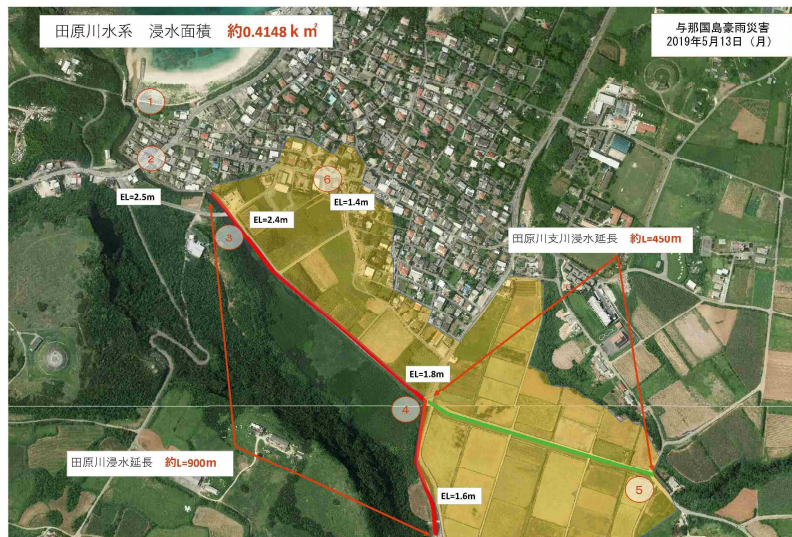 田原川水系　浸水面積　約0.4148ｋ㎡
与那国島豪雨災害
2019年5月13日（月）
1
2
6
EL=2.5m
EL=1.4m
EL=2.4m
3
田原川支川浸水延長　約L=450m
EL=1.8m
4
田原川浸水延長　約L=900m
5
EL=1.6m